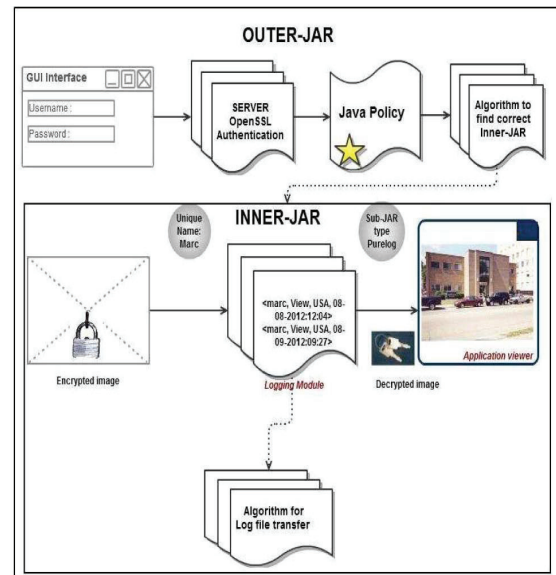 OUTER-JAR
GUI Interface
Username :
Password :
SERVER
OpenSSL
Authentication
Java Policy
Algorithm to
find correct
Inner-JAR
Unique
Name:
Marc
INNER-JAR
Sub-JAR
type
Purelog
<marc, View, USA, 08-
08-2012:12:04>
<marc, View, USA, 08-
09-2012:09:27>
Encrypted image
Logging Module
Decrypted image
Application viewer
Algorithm for
Log file transfer